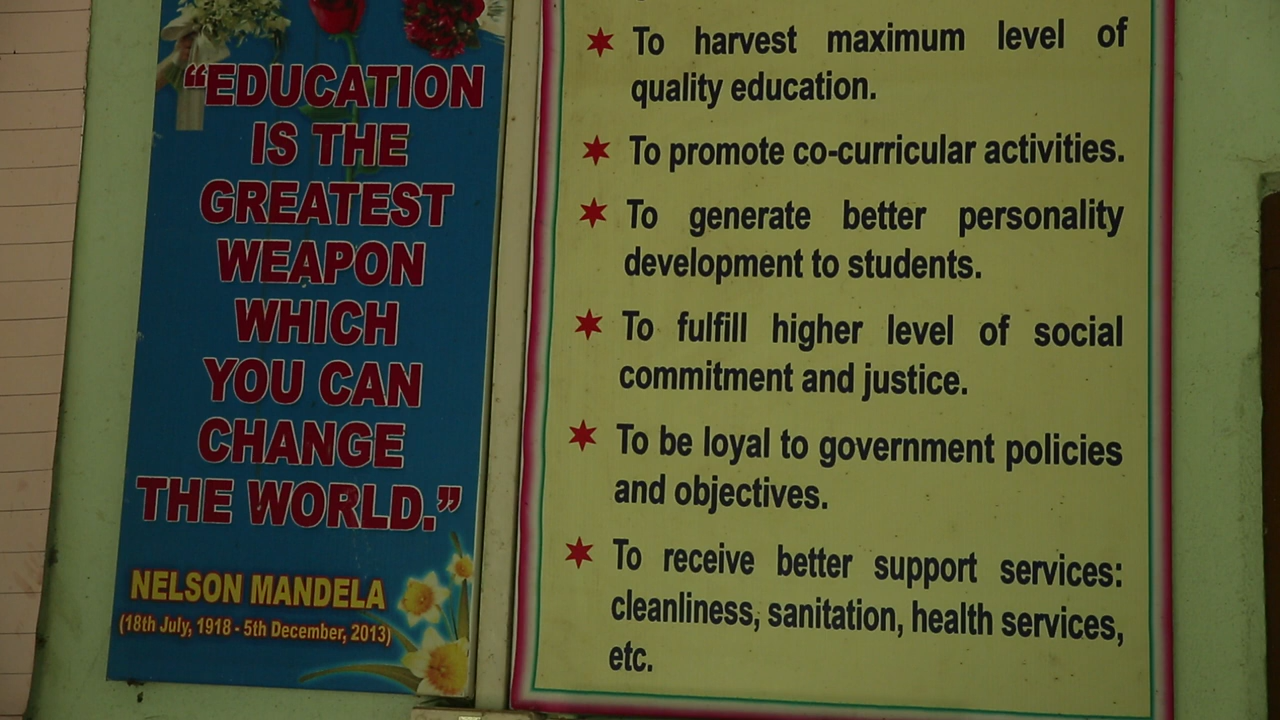 “EDUCATION
IS THE
GREATEST
WEAPON
WHICH
YOU CAN
CHANGE
THE WORLD.”
NELSON MANDELA
(18th July, 1918 - 5th December, 2013)
To harvest maximum level of
quality education.
To promote co-curricular activities.
To generate better personality
development to students.
To fulfill higher level of social
commitment and justice.
To be loyal to government policies
and objectives.
To receive better support services:
cleanliness, sanitation, health services,
etc.